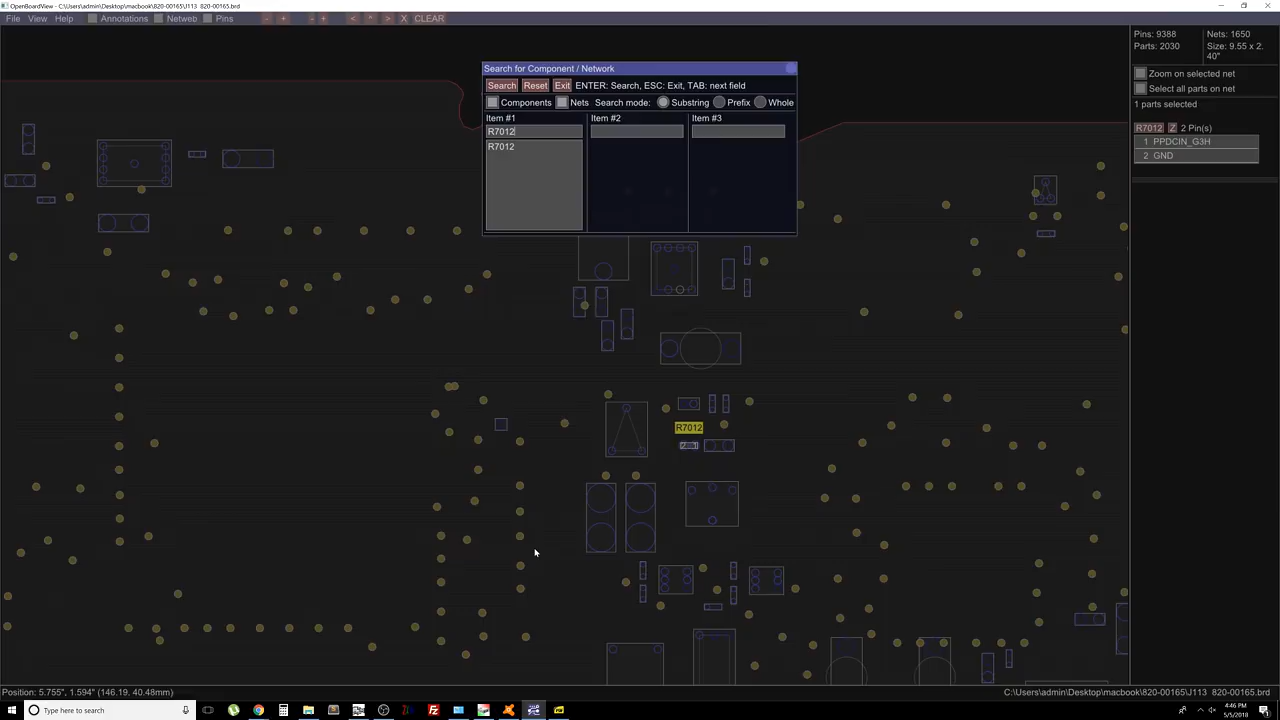 OpenBoardView - C:\Users\admin\Desktop\macbook\820-00165\J113  820-00165.brd
File View Help Annotations Netweb Pins - + - + < ^ > X CLEAR
Pins: 9388 Nets: 1650
Parts: 2030 Size: 9.55 x 2.
40"
Zoom on selected net
Select all parts on net
1 parts selected
R7012 Z 2 Pin(s)
1 PPDCIN_G3H
2 GND
Search for Component / Network
Search Reset Exit ENTER: Search, ESC: Exit, TAB: next field
Components Nets Search mode: Substring Prefix Whole
Item #1 Item #2 Item #3
R7012
R7012
R7012
Position: 5.755", 1.594" (146.19, 40.48mm) C:\Users\admin\Desktop\macbook\820-00165\J113  820-00165.brd
Type here to search
4:46 PM
5/5/2018